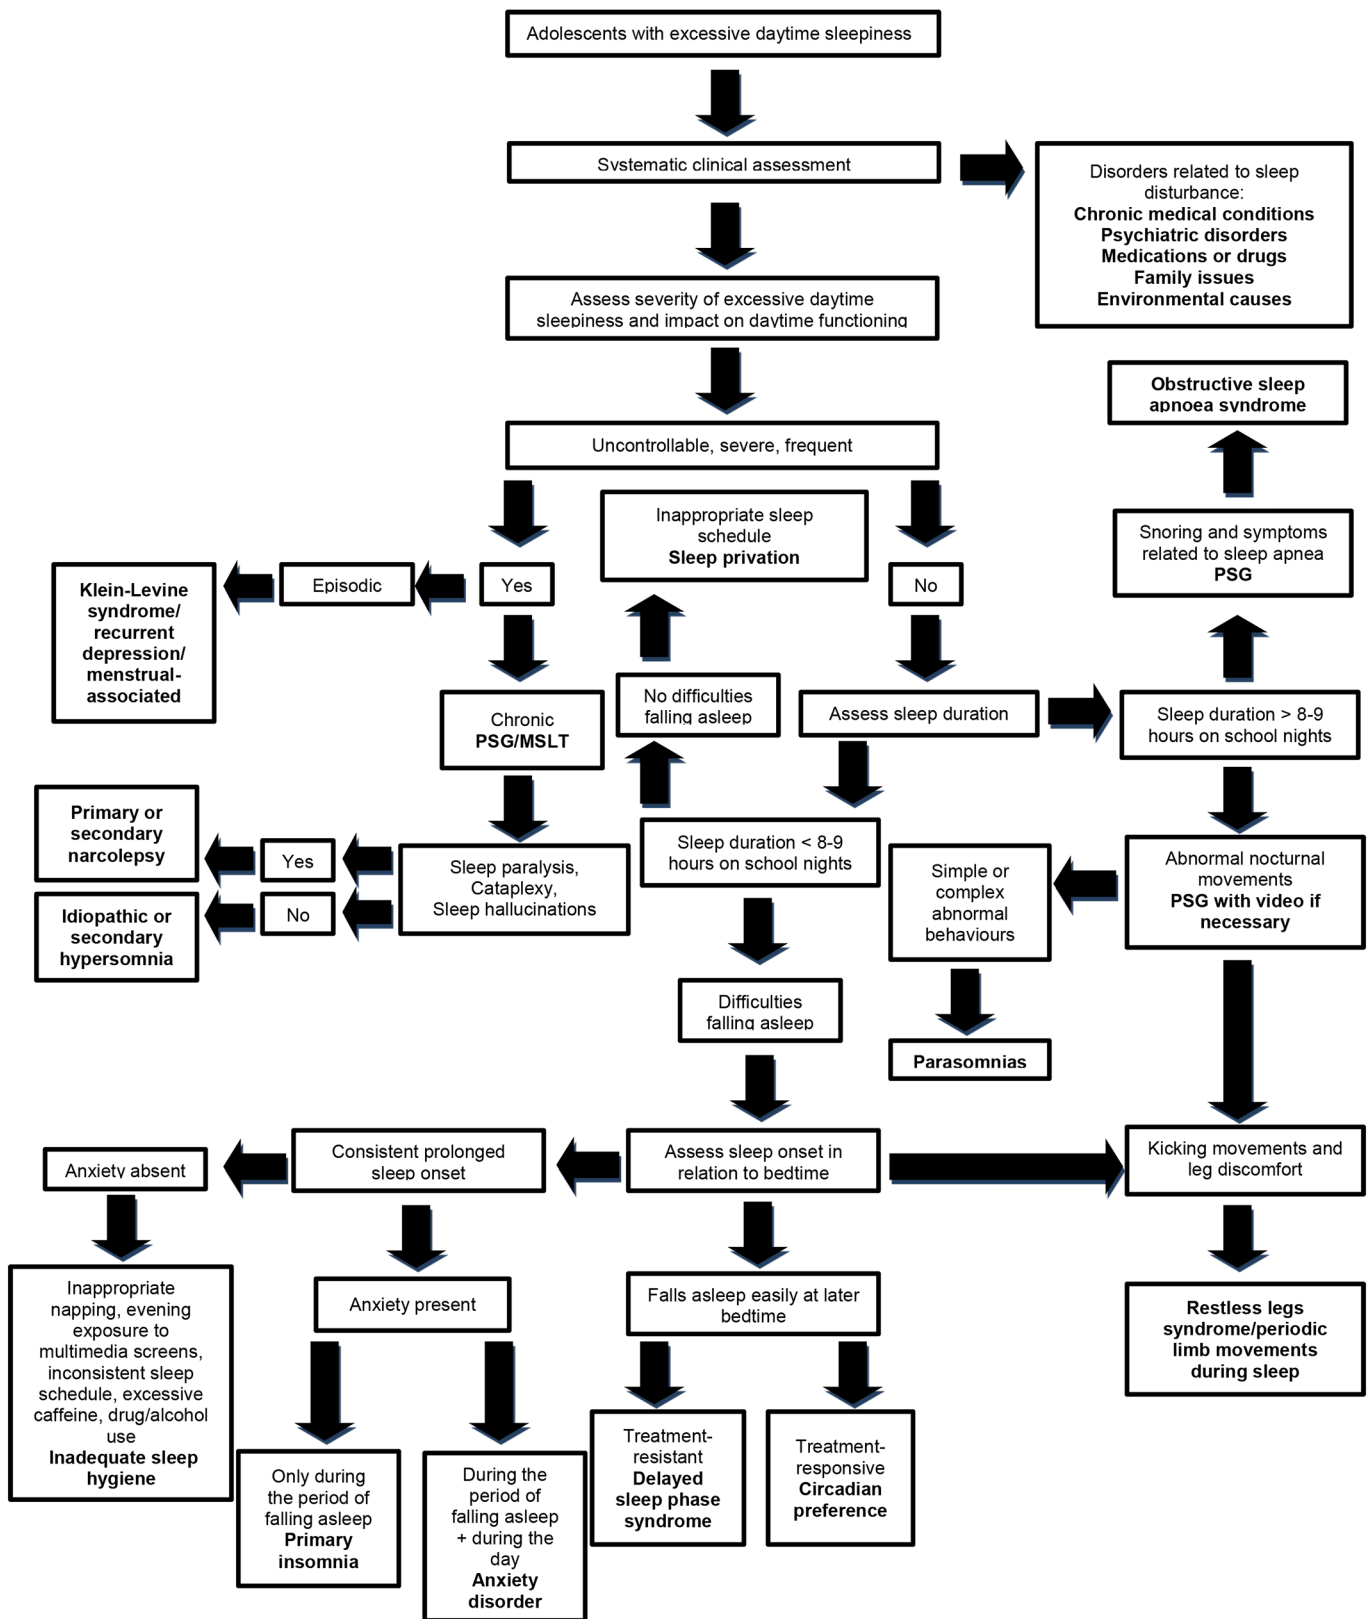 Adolescents with excessive daytime sleepiness
Systematic clinical assessment
Disorders related to sleep
disturbance:
Chronic medical conditions
Psychiatric disorders
Medications or drugs
Family issues
Environmental causes
Assess severity of excessive daytime
sleepiness and impact on daytime functioning
Obstructive sleep
apnoea syndrome
Uncontrollable, severe, frequent
Inappropriate sleep
schedule
Sleep privation
Snoring and symptoms
related to sleep apnea
PSG
Klein-Levine
syndrome/
recurrent
depression/
menstrual-
associated
Episodic
Yes
No
Chronic
PSG/MSLT
No difficulties
falling asleep
Assess sleep duration
Sleep duration > 8-9
hours on school nights
Primary or
secondary
narcolepsy
Yes
Idiopathic or
secondary
hypersomnia
No
Sleep paralysis,
Cataplexy,
Sleep hallucinations
Sleep duration < 8-9
hours on school nights
Simple or
complex
abnormal
behaviours
Abnormal nocturnal
movements
PSG with video if
necessary
Difficulties
falling asleep
Parasomnias
Anxiety absent
Consistent prolonged
sleep onset
Assess sleep onset in
relation to bedtime
Kicking movements and
leg discomfort
Inappropriate
napping, evening
exposure to
multimedia screens,
inconsistent sleep
schedule, excessive
caffeine, drug/alcohol
use
Inadequate sleep
hygiene
Anxiety present
Falls asleep easily at later
bedtime
Restless legs
syndrome/periodic
limb movements
during sleep
Only during
the period of
falling asleep
Primary
insomnia
During the
period of
falling asleep
+ during the
day
Anxiety
disorder
Treatment-
resistant
Delayed
sleep phase
syndrome
Treatment-
responsive
Circadian
preference